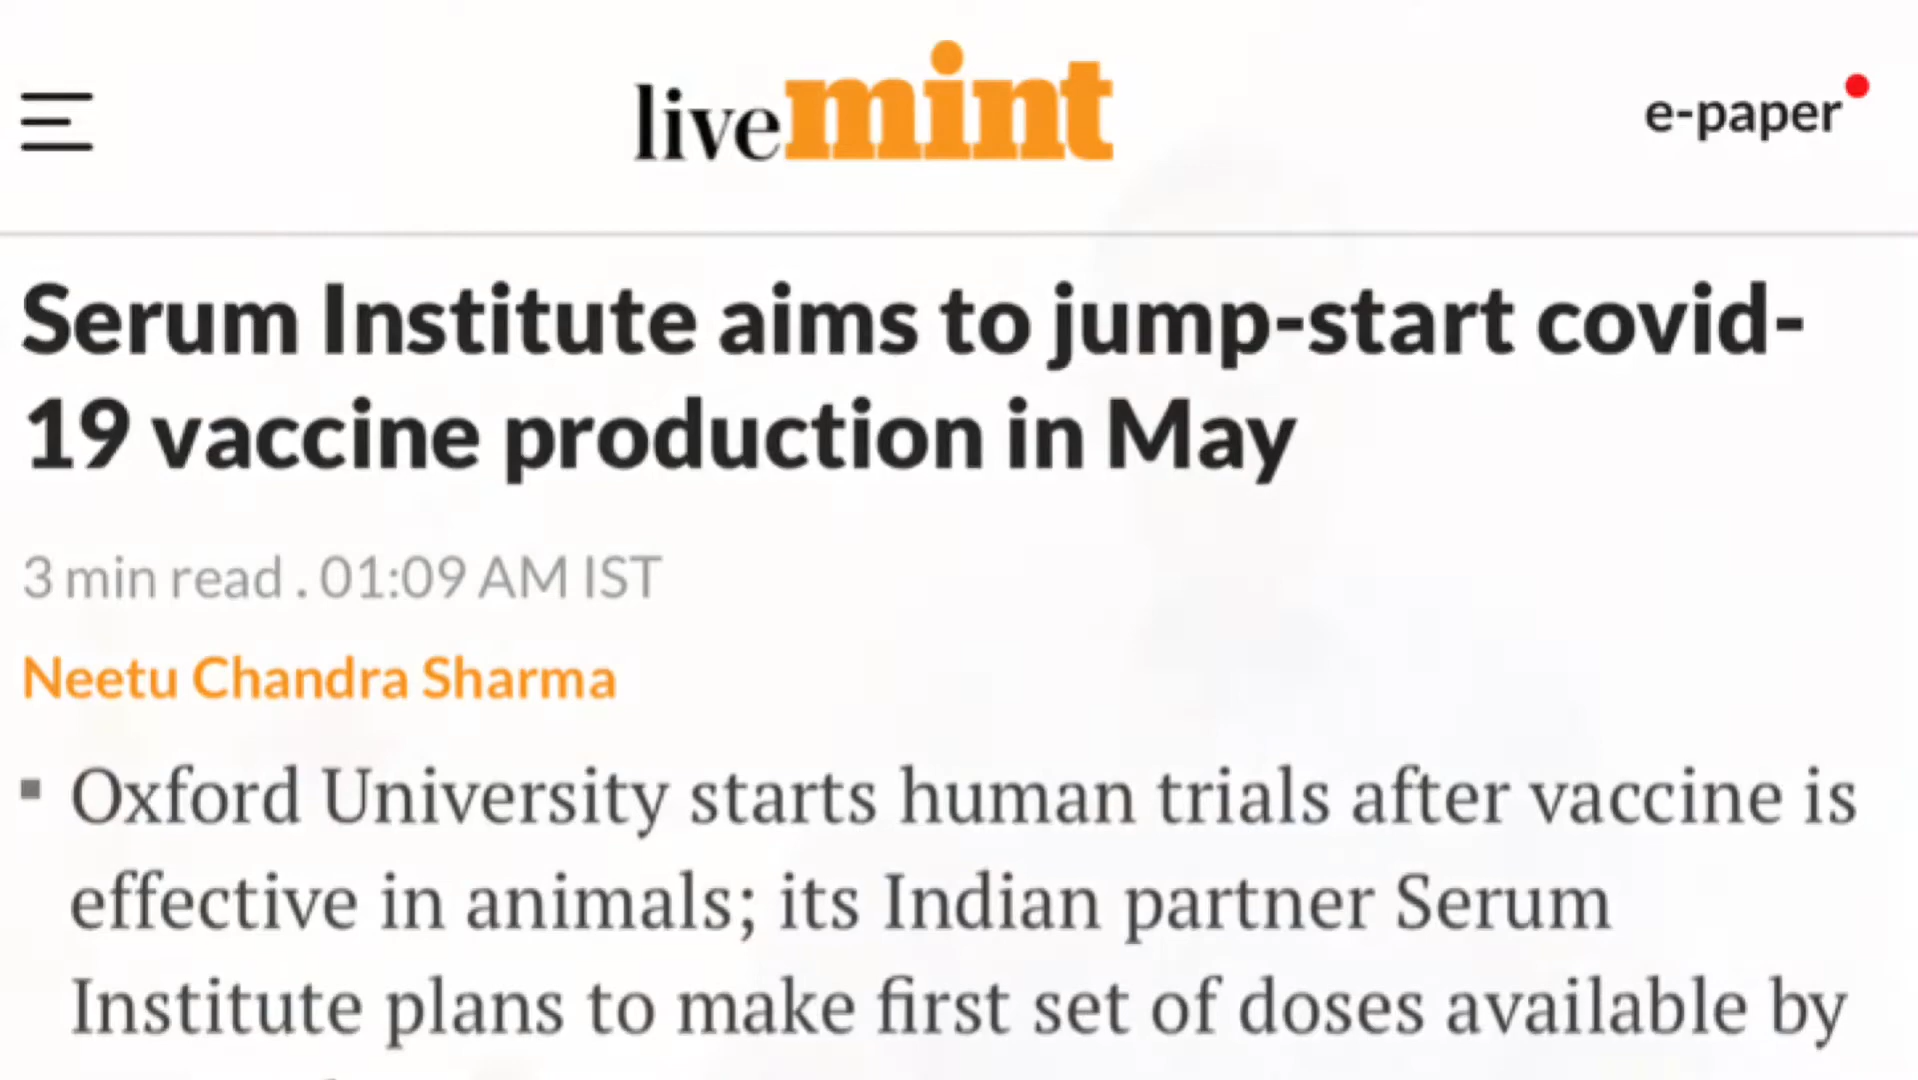 livemint
e-paper
Serum Institute aims to jump-start covid-
19 vaccine production in May
3 min read . 01:09 AM IST
Neetu Chandra Sharma
▪ Oxford University starts human trials after vaccine is
effective in animals; its Indian partner Serum
Institute plans to make first set of doses available by